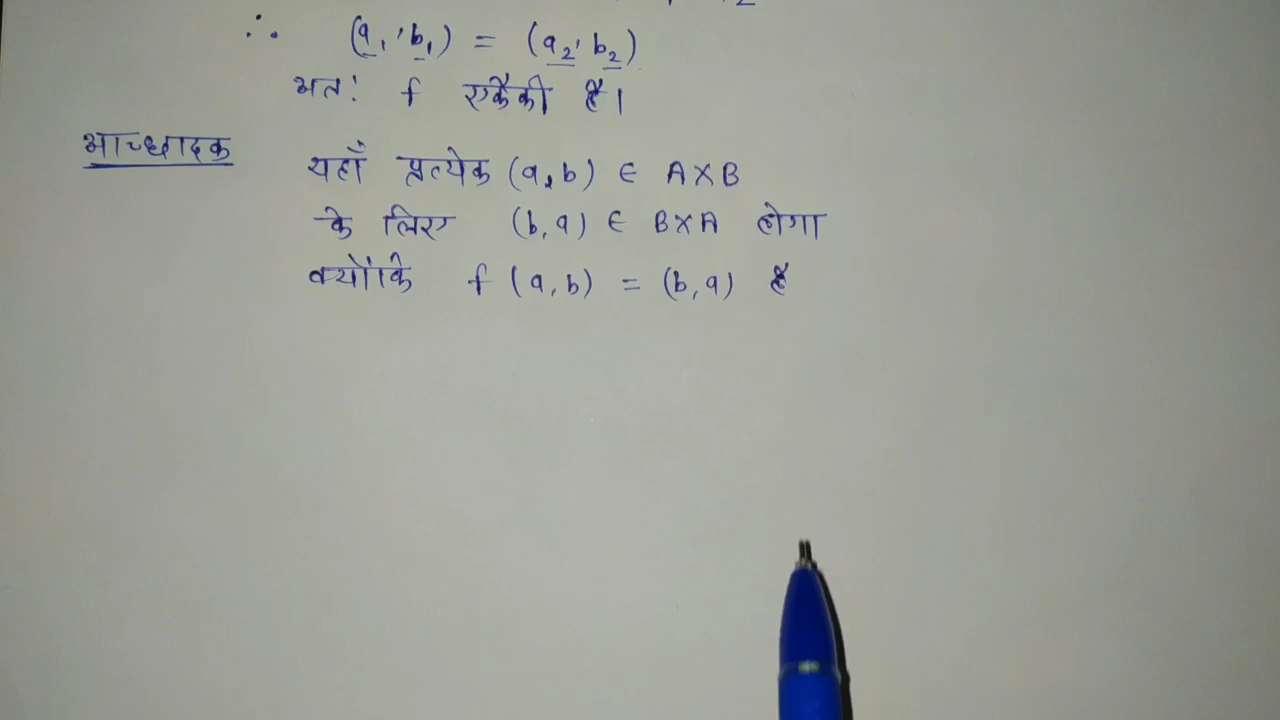 ∴ (a₁, b₁) = (a₂, b₂)
अतः f एकैकी है।
आच्छादक यहाँ प्रत्येक (a, b) ∈ A×B
के लिए (b, a) ∈ B×A होगा
क्योंकि f (a, b) = (b, a) है